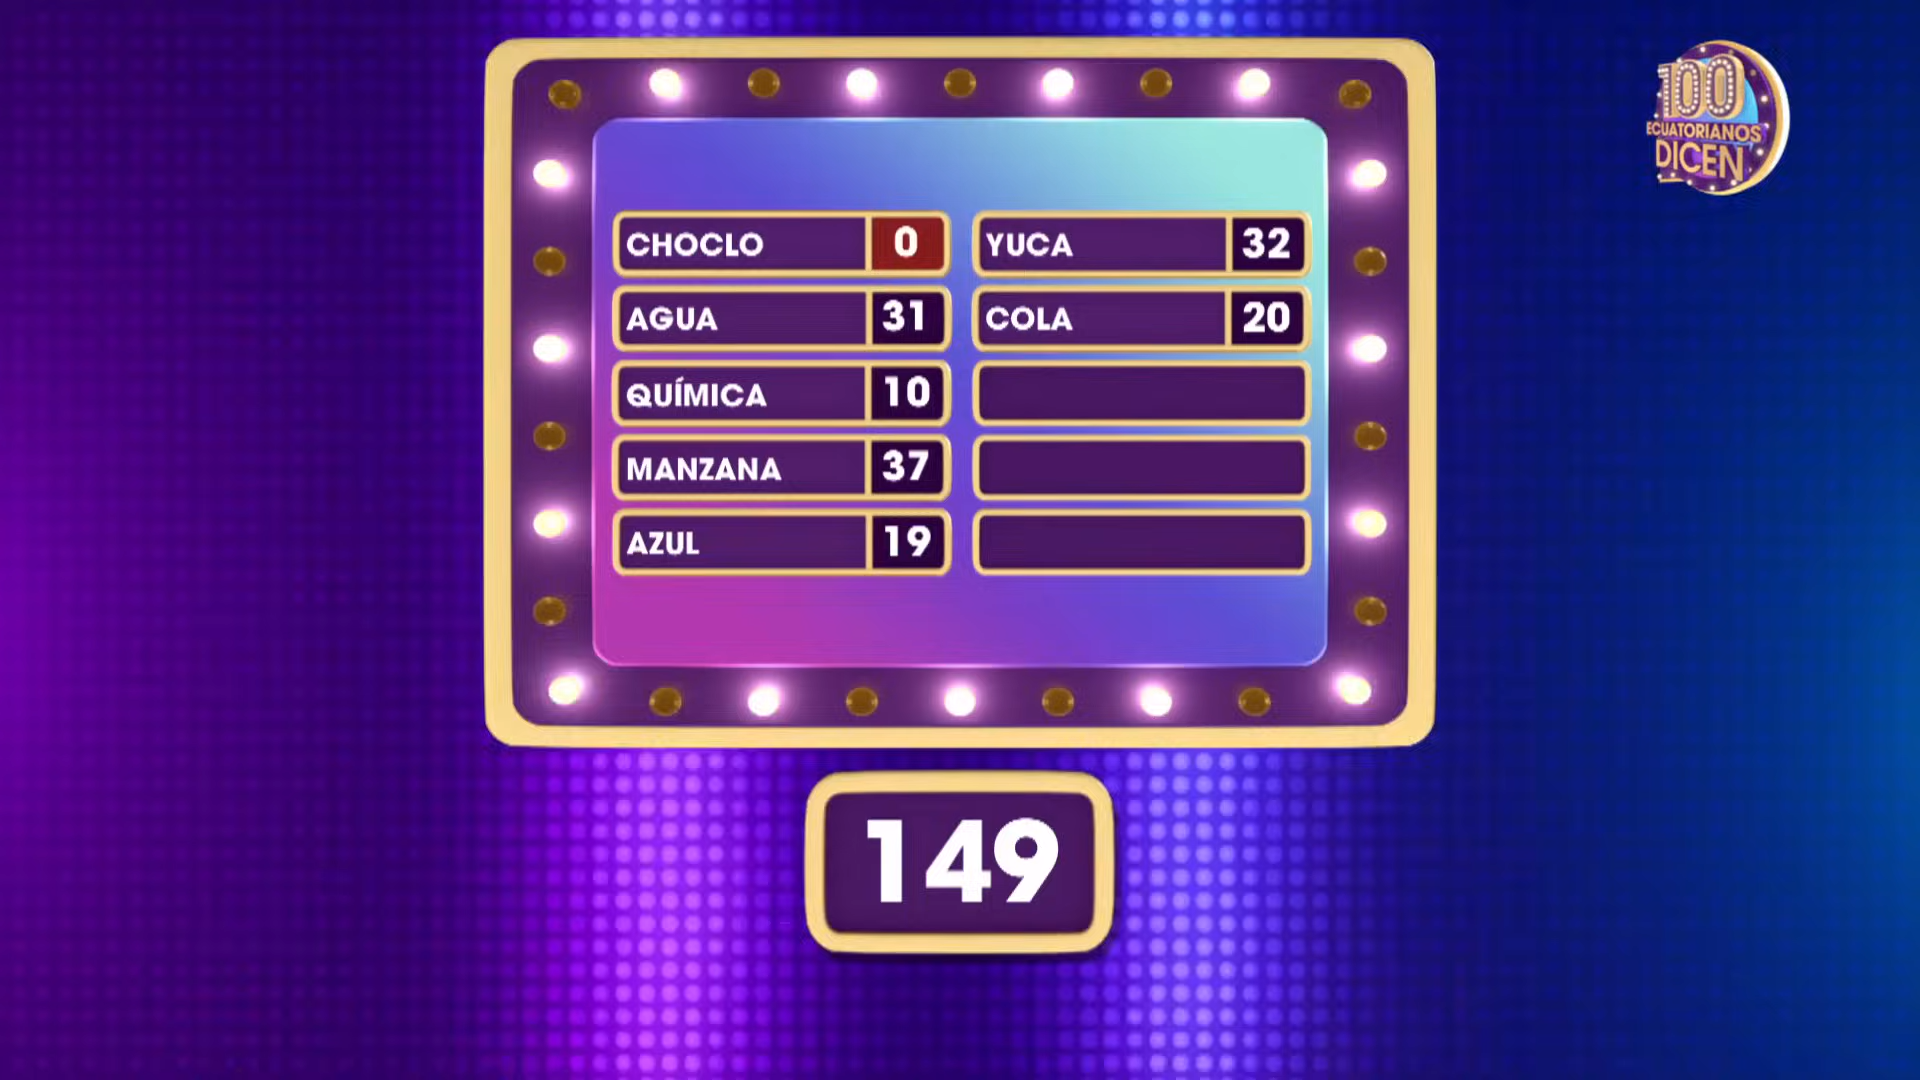 100
ECUATORIANOS
DICEN
CHOCLO 0
AGUA 31
QUÍMICA 10
MANZANA 37
AZUL 19
YUCA 32
COLA 20
149